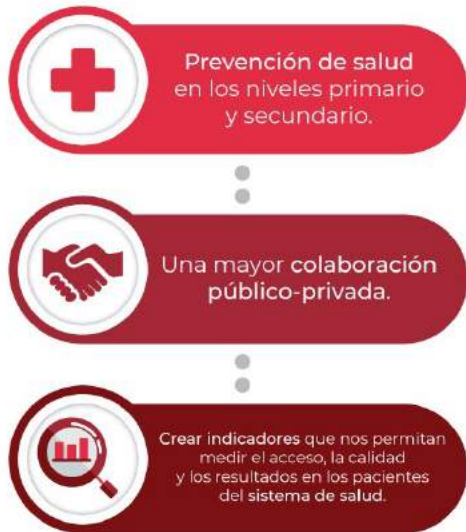 Prevención de salud
en los niveles primario
y secundario.
Una mayor colaboración
público-privada.
Crear indicadores que nos permitan
medir el acceso, la calidad
y los resultados en los pacientes
del sistema de salud.